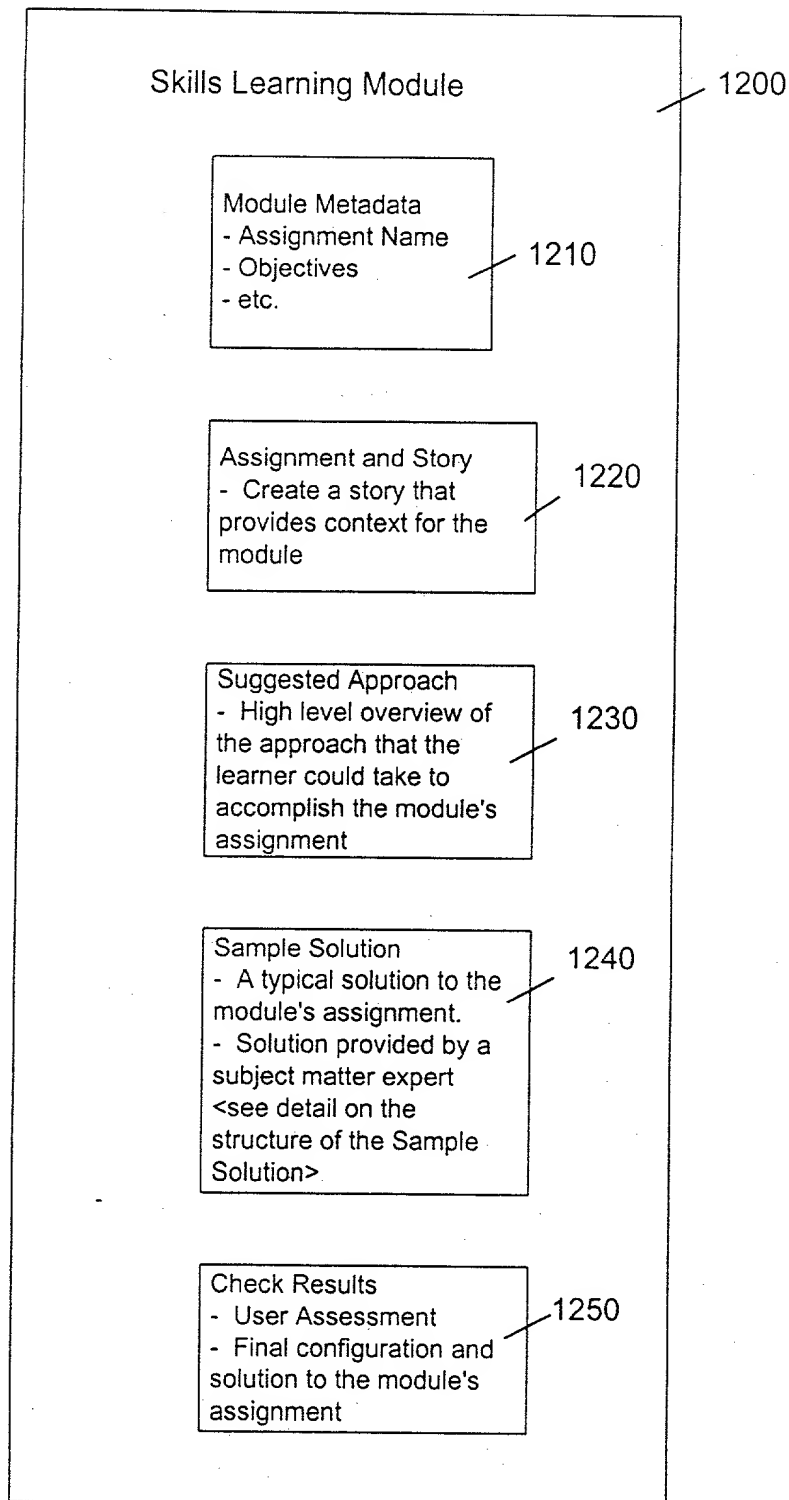 Skills Learning Module
1200
Module Metadata
- Assignment Name
- Objectives
- etc.
1210
Assignment and Story
- Create a story that
provides context for the
module
1220
Suggested Approach
- High level overview of
the approach that the
learner could take to
accomplish the module's
assignment
1230
Sample Solution
- A typical solution to the
module's assignment.
- Solution provided by a
subject matter expert
<see detail on the
structure of the Sample
Solution>
1240
Check Results
- User Assessment
- Final configuration and
solution to the module's
assignment
1250